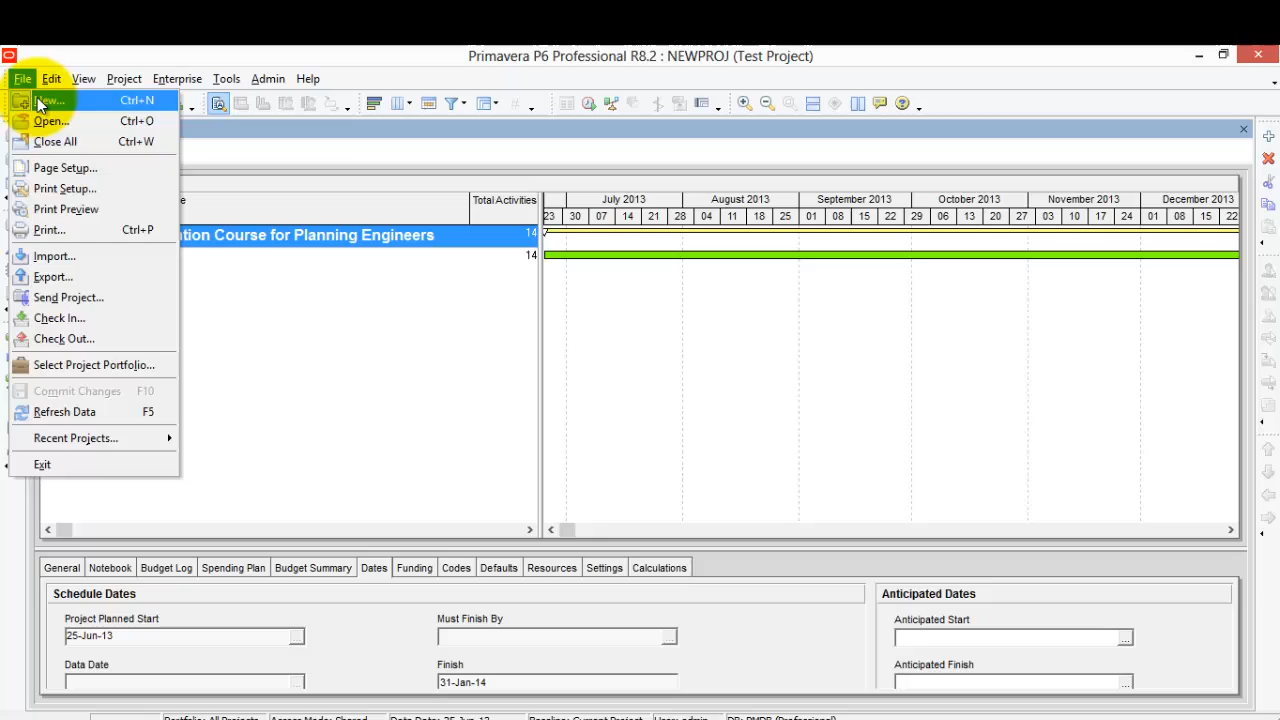 Primavera P6 Professional R8.2 : NEWPROJ (Test Project)
File Edit View Project Enterprise Tools Admin Help
New... Ctrl+N
Open... Ctrl+O
Close All Ctrl+W
Page Setup...
Print Setup...
Print Preview
Print... Ctrl+P
Import...
Export...
Send Project...
Check In...
Check Out...
Select Project Portfolio...
Commit Changes F10
Refresh Data F5
Recent Projects...
Exit
Total Activities
July 2013 August 2013 September 2013 October 2013 November 2013 December 2013
23 30 07 14 21 28 04 11 18 25 01 08 15 22 29 06 13 20 27 03 10 17 24 01 08 15 22
Course for Planning Engineers 14
14
General Notebook Budget Log Spending Plan Budget Summary Dates Funding Codes Defaults Resources Settings Calculations
Schedule Dates
Project Planned Start
25-Jun-13
Must Finish By
Data Date
Finish
31-Jan-14
Anticipated Dates
Anticipated Start
Anticipated Finish